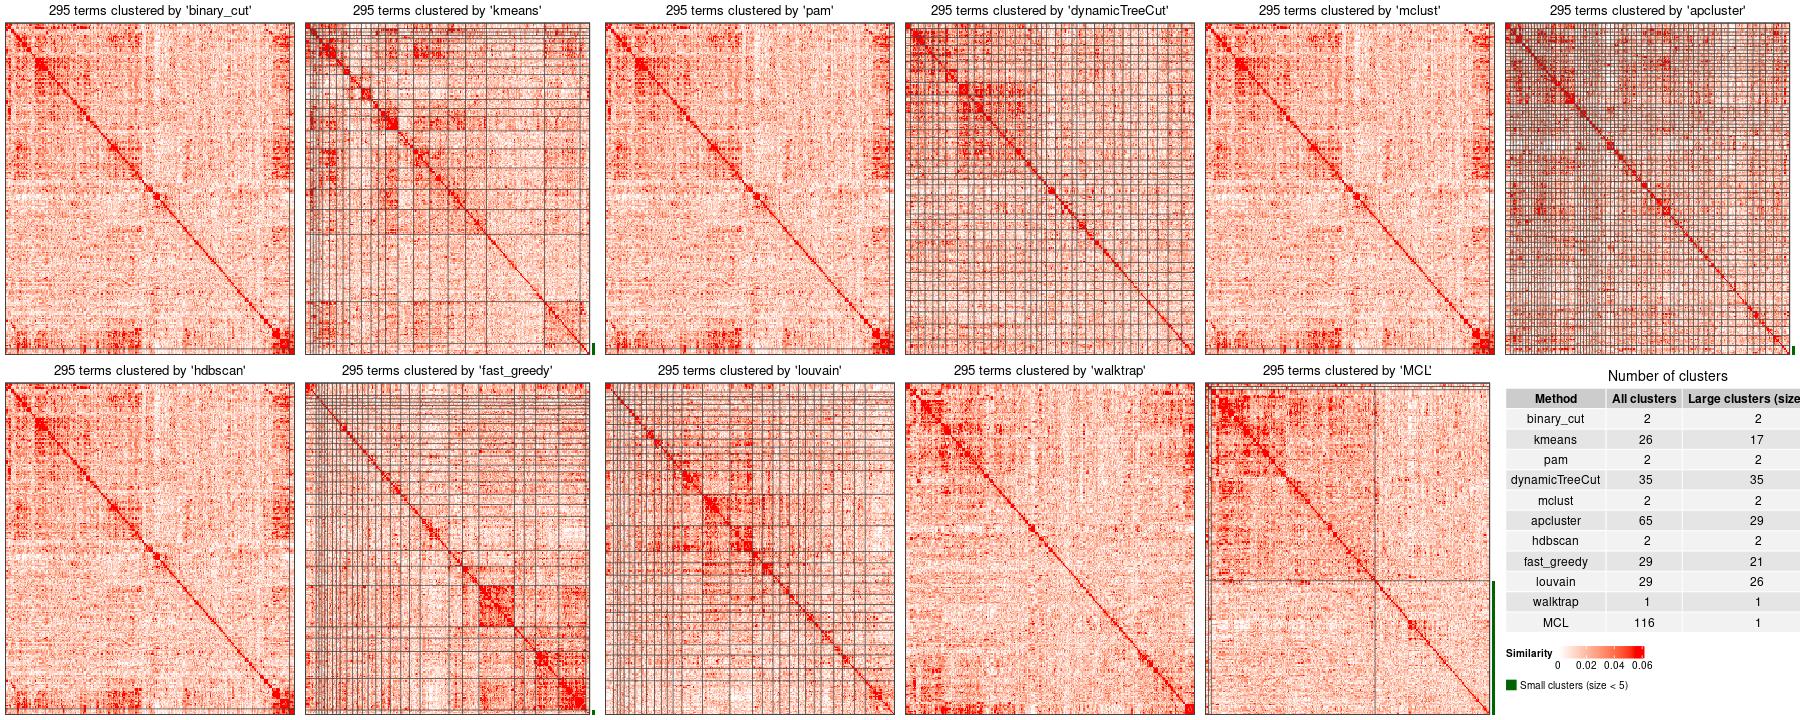 295 terms clustered by 'binary_cut'
295 terms clustered by 'kmeans'
295 terms clustered by 'pam'
295 terms clustered by 'dynamicTreeCut'
295 terms clustered by 'mclust'
295 terms clustered by 'apcluster'
295 terms clustered by 'hdbscan'
295 terms clustered by 'fast_greedy'
295 terms clustered by 'louvain'
295 terms clustered by 'walktrap'
295 terms clustered by 'MCL'
Number of clusters
Method All clusters Large clusters (size
binary_cut 2 2
kmeans 26 17
pam 2 2
dynamicTreeCut 35 35
mclust 2 2
apcluster 65 29
hdbscan 2 2
fast_greedy 29 21
louvain 29 26
walktrap 1 1
MCL 116 1
Similarity
0 0.02 0.04 0.06
Small clusters (size < 5)